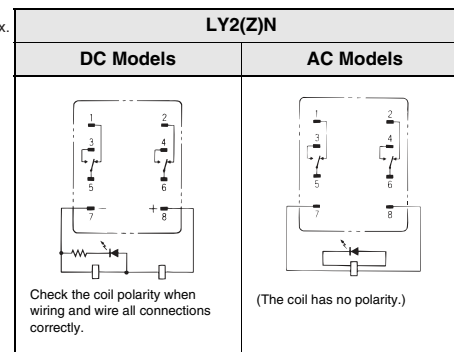 x.
LY2(Z)N
DC Models
AC Models
1 2
3 4
5 6
7 − + 8
1 2
3 4
5 6
7 8
Check the coil polarity when
wiring and wire all connections
correctly.
(The coil has no polarity.)